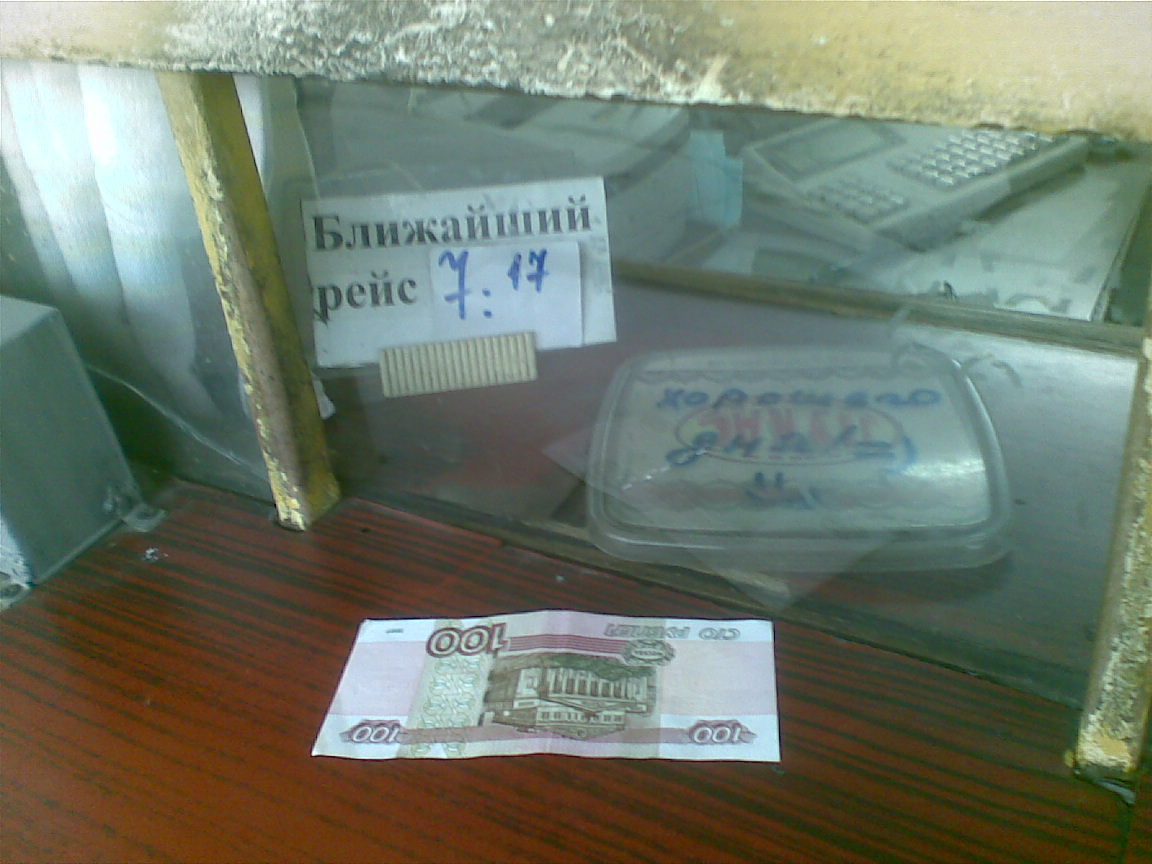 Ближайший
рейс 7.17
хорошего
дня! =)
100
СТО РУБЛЕЙ
100
100